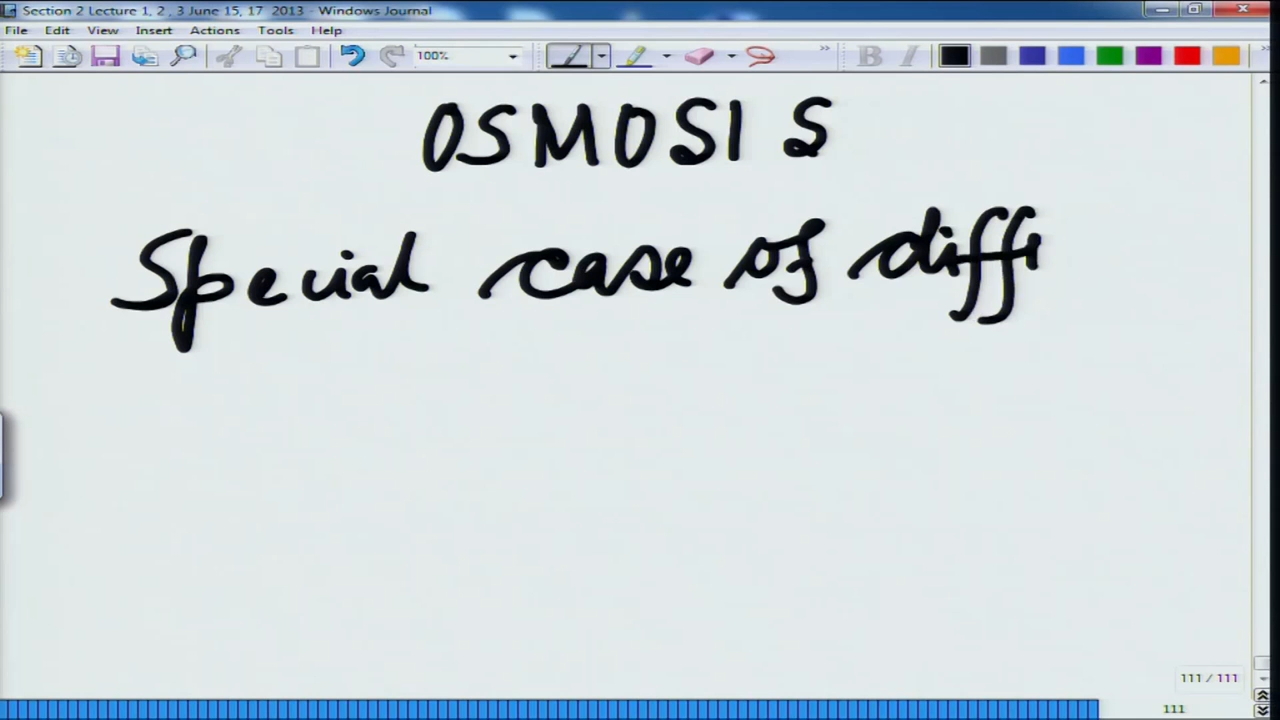 Section 2 Lecture 1, 2 , 3 June 15, 17 2013 - Windows Journal
File Edit View Insert Actions Tools Help
100% B I
OSMOSIS
Special case of diffi
111 / 111
111